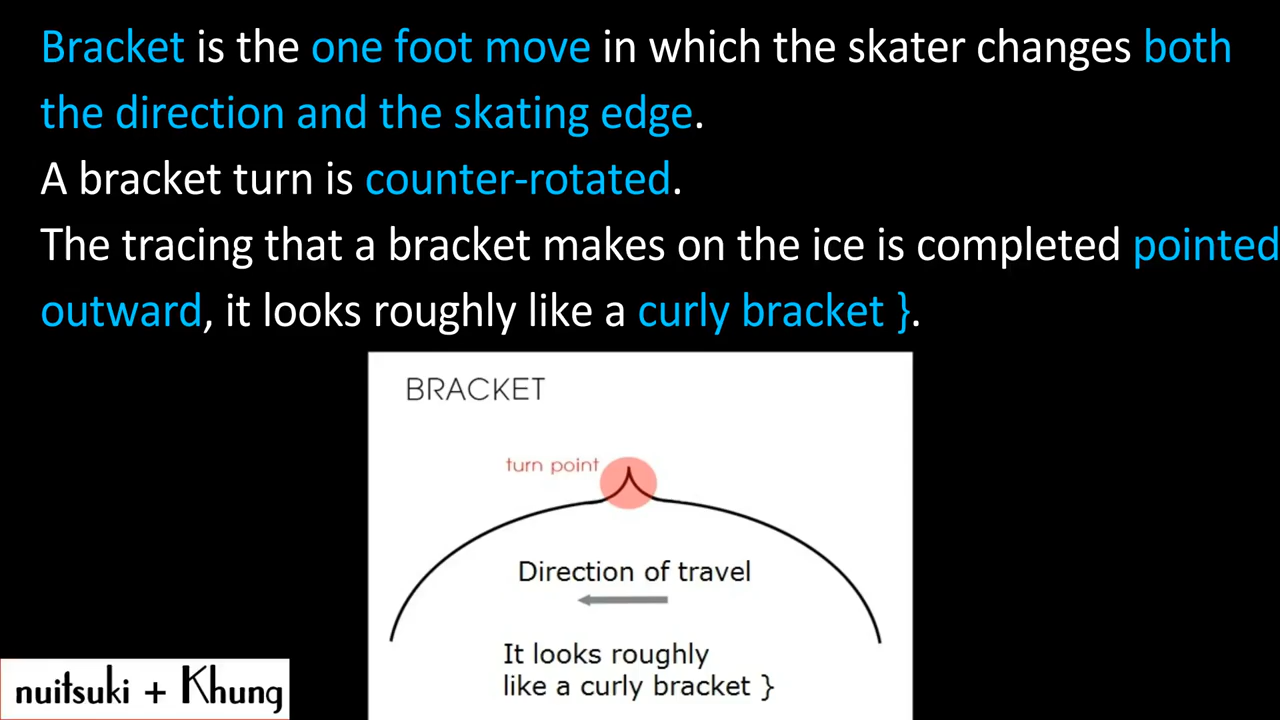 Bracket is the one foot move in which the skater changes both
the direction and the skating edge.
A bracket turn is counter-rotated.
The tracing that a bracket makes on the ice is completed pointed
outward, it looks roughly like a curly bracket }.
BRACKET
turn point
Direction of travel
It looks roughly
like a curly bracket }
nuitsuki + Khung